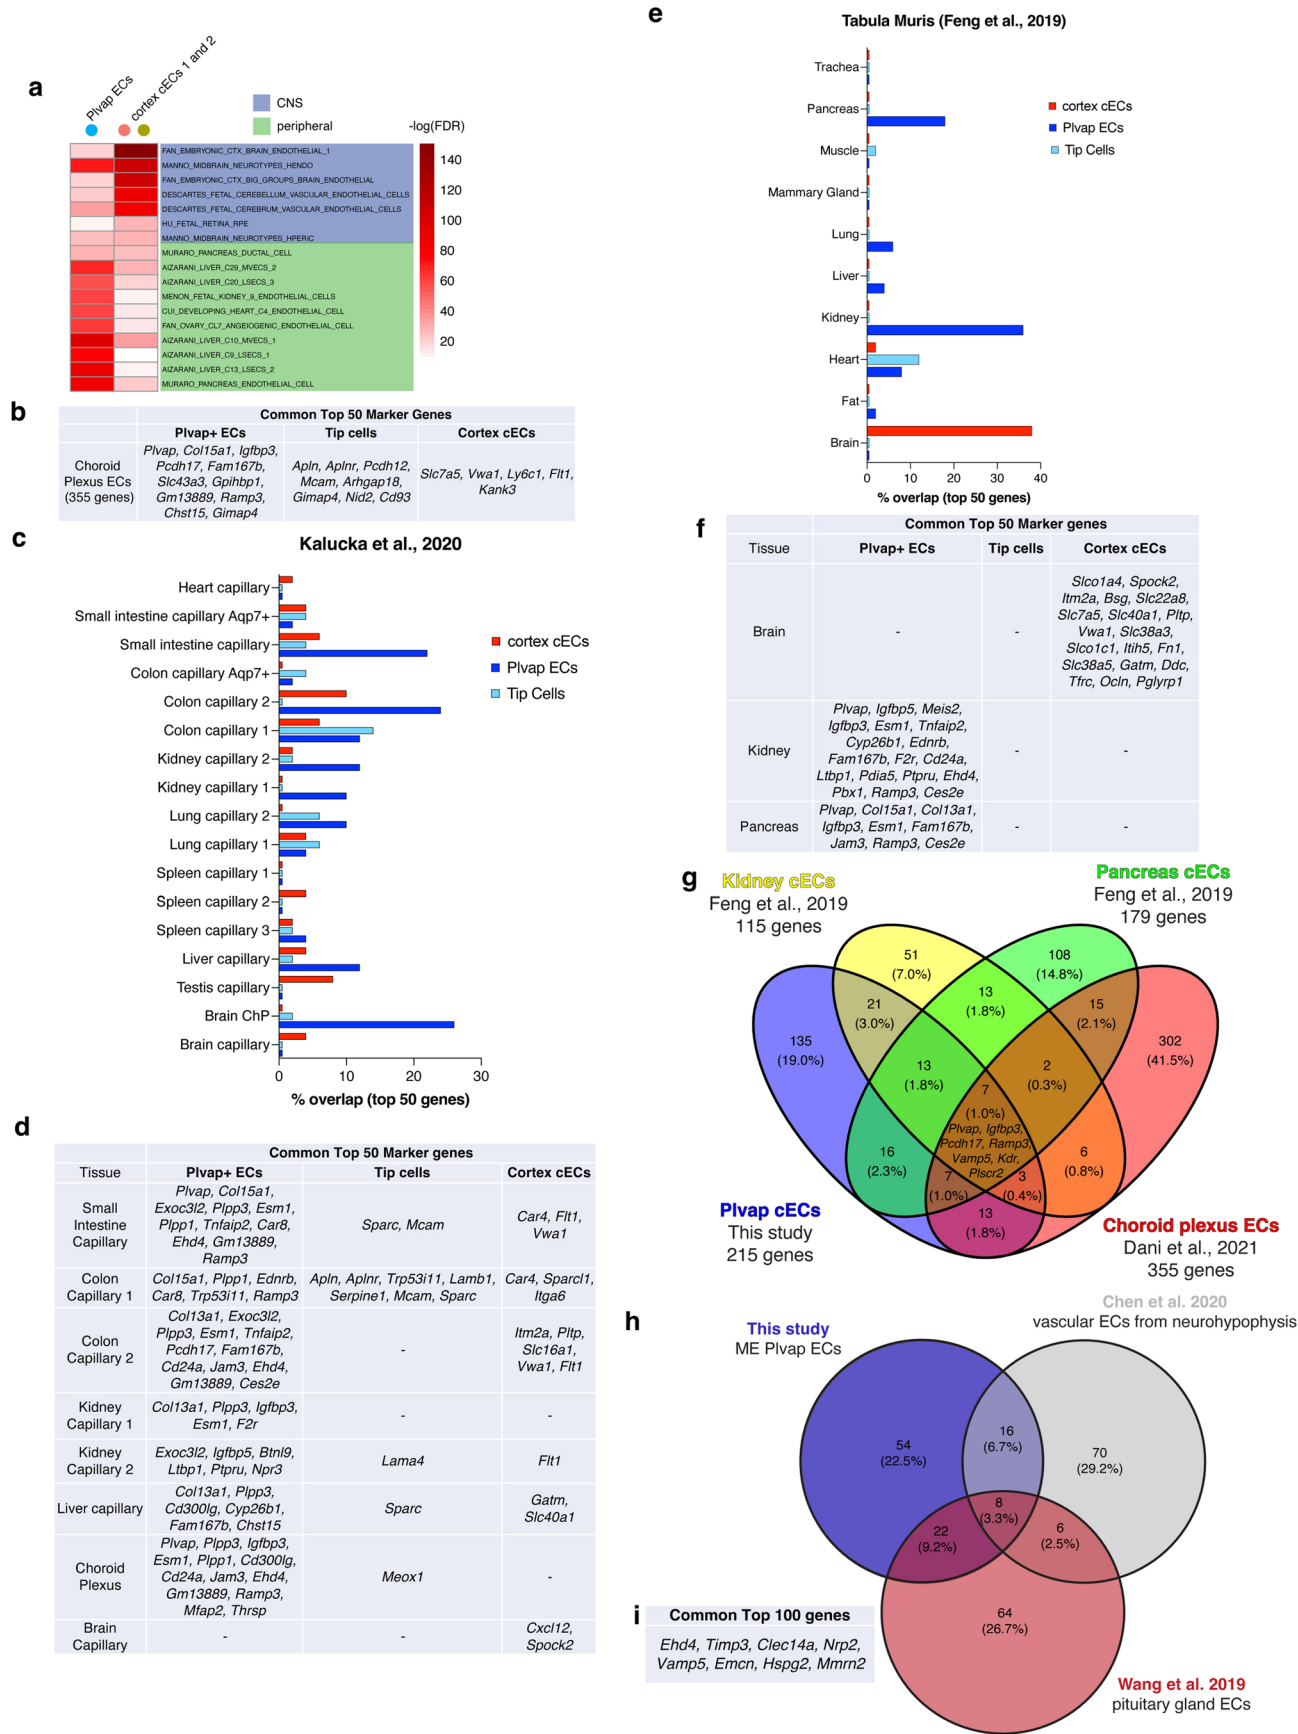 a
Plvap ECs
cortex cECs 1 and 2
CNS
peripheral
-log(FDR)
140
120
100
80
60
40
20
FAN_EMBRYONIC_CTX_BRAIN_ENDOTHELIAL_1
MANNO_MIDBRAIN_NEUROTYPES_HENDO
FAN_EMBRYONIC_CTX_BIG_GROUPS_BRAIN_ENDOTHELIAL
DESCARTES_FETAL_CEREBELLUM_VASCULAR_ENDOTHELIAL_CELLS
DESCARTES_FETAL_CEREBRUM_VASCULAR_ENDOTHELIAL_CELLS
HU_FETAL_RETINA_RPE
MANNO_MIDBRAIN_NEUROTYPES_HPERIC
MURARO_PANCREAS_DUCTAL_CELL
AIZARANI_LIVER_C29_MVECS_2
AIZARANI_LIVER_C20_LSECS_3
MENON_FETAL_KIDNEY_9_ENDOTHELIAL_CELLS
CUI_DEVELOPING_HEART_C4_ENDOTHELIAL_CELL
FAN_OVARY_CL7_ANGEIOGENIC_ENDOTHELIAL_CELL
AIZARANI_LIVER_C10_MVECS_1
AIZARANI_LIVER_C9_LSECS_1
AIZARANI_LIVER_C13_LSECS_2
MURARO_PANCREAS_ENDOTHELIAL_CELL
b
Common Top 50 Marker Genes
Plvap+ ECs
Tip cells
Cortex cECs
Choroid
Plexus ECs
(355 genes)
Plvap, Col15a1, Igfbp3,
Pcdh17, Fam167b,
Slc43a3, Gpihbp1,
Gm13889, Ramp3,
Chst15, Gimap4
Apln, Aplnr, Pcdh12,
Mcam, Arhgap18,
Gimap4, Nid2, Cd93
Slc7a5, Vwa1, Ly6c1, Flt1,
Kank3
c
Kalucka et al., 2020
Heart capillary
Small intestine capillary Aqp7+
Small intestine capillary
Colon capillary Aqp7+
Colon capillary 2
Colon capillary 1
Kidney capillary 2
Kidney capillary 1
Lung capillary 2
Lung capillary 1
Spleen capillary 1
Spleen capillary 2
Spleen capillary 3
Liver capillary
Testis capillary
Brain ChP
Brain capillary
cortex cECs
Plvap ECs
Tip Cells
0 10 20 30
% overlap (top 50 genes)
d
Common Top 50 Marker genes
Tissue
Plvap+ ECs
Tip cells
Cortex cECs
Small
Intestine
Capillary
Plvap, Col15a1,
Exoc3l2, Plpp3, Esm1,
Plpp1, Tnfaip2, Car8,
Ehd4, Gm13889,
Ramp3
Sparc, Mcam
Car4, Flt1,
Vwa1
Colon
Capillary 1
Col15a1, Plpp1, Ednrb,
Car8, Trp53i11, Ramp3
Apln, Aplnr, Trp53i11, Lamb1,
Serpine1, Mcam, Sparc
Car4, Sparcl1,
Itga6
Colon
Capillary 2
Col13a1, Exoc3l2,
Plpp3, Esm1, Tnfaip2,
Pcdh17, Fam167b,
Cd24a, Jam3, Ehd4,
Gm13889, Ces2e
-
Itm2a, Pltp,
Slc16a1,
Vwa1, Flt1
Kidney
Capillary 1
Col13a1, Plpp3, Igfbp3,
Esm1, F2r
-
-
Kidney
Capillary 2
Exoc3l2, Igfbp5, Btnl9,
Ltbp1, Ptpru, Npr3
Lama4
Flt1
Liver capillary
Col13a1, Plpp3,
Cd300lg, Cyp26b1,
Fam167b, Chst15
Sparc
Gatm,
Slc40a1
Choroid
Plexus
Plvap, Plpp3, Igfbp3,
Esm1, Plpp1, Cd300lg,
Cd24a, Jam3, Ehd4,
Gm13889, Ramp3,
Mfap2, Thrsp
Meox1
-
Brain
Capillary
-
-
Cxcl12,
Spock2
e
Tabula Muris (Feng et al., 2019)
Trachea
Pancreas
Muscle
Mammary Gland
Lung
Liver
Kidney
Heart
Fat
Brain
cortex cECs
Plvap ECs
Tip Cells
0 10 20 30 40
% overlap (top 50 genes)
f
Common Top 50 Marker genes
Tissue
Plvap+ ECs
Tip cells
Cortex cECs
Brain
-
-
Slco1a4, Spock2,
Itm2a, Bsg, Slc22a8,
Slc7a5, Slc40a1, Pltp,
Vwa1, Slc38a3,
Slco1c1, Itih5, Fn1,
Slc38a5, Gatm, Ddc,
Tfrc, Ocln, Pglyrp1
Kidney
Plvap, Igfbp5, Meis2,
Igfbp3, Esm1, Tnfaip2,
Cyp26b1, Ednrb,
Fam167b, F2r, Cd24a,
Ltbp1, Pdia5, Ptpru, Ehd4,
Pbx1, Ramp3, Ces2e
-
-
Pancreas
Plvap, Col15a1, Col13a1,
Igfbp3, Esm1, Fam167b,
Jam3, Ramp3, Ces2e
-
-
g
Kidney cECs
Feng et al., 2019
115 genes
Pancreas cECs
Feng et al., 2019
179 genes
51
(7.0%)
108
(14.8%)
21
(3.0%)
13
(1.8%)
15
(2.1%)
135
(19.0%)
302
(41.5%)
13
(1.8%)
2
(0.3%)
7
(1.0%)
Plvap, Igfbp3,
Pcdh17, Ramp3,
Vamp5, Kdr,
Plscr2
16
(2.3%)
6
(0.8%)
7
(1.0%)
3
(0.4%)
13
(1.8%)
Plvap cECs
This study
215 genes
Choroid plexus ECs
Dani et al., 2021
355 genes
h
This study
ME Plvap ECs
Chen et al. 2020
vascular ECs from neurohypophysis
54
(22.5%)
16
(6.7%)
70
(29.2%)
8
(3.3%)
22
(9.2%)
6
(2.5%)
64
(26.7%)
Wang et al. 2019
pituitary gland ECs
i
Common Top 100 genes
Ehd4, Timp3, Clec14a, Nrp2,
Vamp5, Emcn, Hspg2, Mmrn2